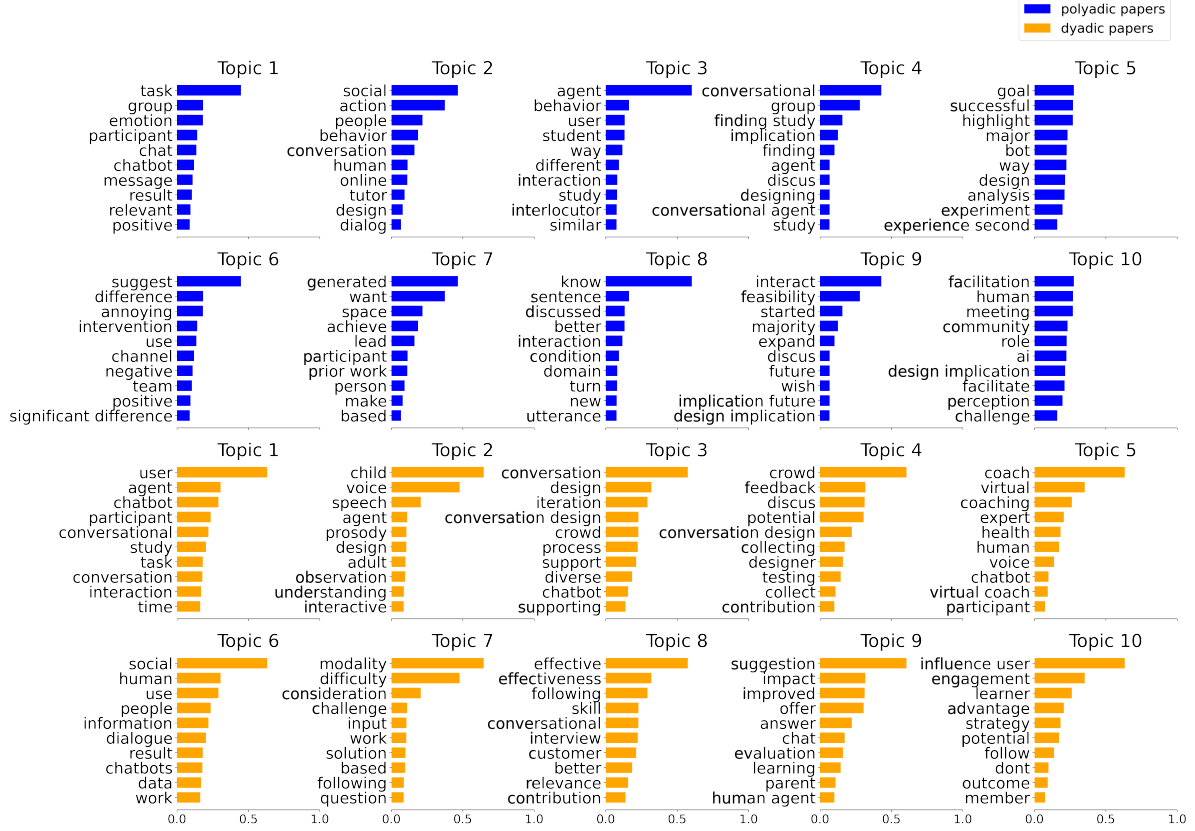 polyadic papers
dyadic papers
Topic 1
task
group
emotion
participant
chat
chatbot
message
result
relevant
positive
Topic 2
social
action
people
behavior
conversation
human
online
tutor
design
dialog
Topic 3
agent
behavior
user
student
way
different
interaction
study
interlocutor
similar
Topic 4
conversational
group
finding study
implication
finding
agent
discus
designing
conversational agent
study
Topic 5
goal
successful
highlight
major
bot
way
design
analysis
experiment
experience second
Topic 6
suggest
difference
annoying
intervention
use
channel
negative
team
positive
significant difference
Topic 7
generated
want
space
achieve
lead
participant
prior work
person
make
based
Topic 8
know
sentence
discussed
better
interaction
condition
domain
turn
new
utterance
Topic 9
interact
feasibility
started
majority
expand
discus
future
wish
implication future
design implication
Topic 10
facilitation
human
meeting
community
role
ai
design implication
facilitate
perception
challenge
Topic 1
user
agent
chatbot
participant
conversational
study
task
conversation
interaction
time
Topic 2
child
voice
speech
agent
prosody
design
adult
observation
understanding
interactive
Topic 3
conversation
design
iteration
conversation design
crowd
process
support
diverse
chatbot
supporting
Topic 4
crowd
feedback
discus
potential
conversation design
collecting
designer
testing
collect
contribution
Topic 5
coach
virtual
coaching
expert
health
human
voice
chatbot
virtual coach
participant
Topic 6
social
human
use
people
information
dialogue
result
chatbots
data
work
0.0 0.5 1.0
Topic 7
modality
difficulty
consideration
challenge
input
work
solution
based
following
question
0.0 0.5 1.0
Topic 8
effective
effectiveness
following
skill
conversational
interview
customer
better
relevance
contribution
0.0 0.5 1.0
Topic 9
suggestion
impact
improved
offer
answer
chat
evaluation
learning
parent
human agent
0.0 0.5 1.0
Topic 10
influence user
engagement
learner
advantage
strategy
potential
follow
dont
outcome
member
0.0 0.5 1.0